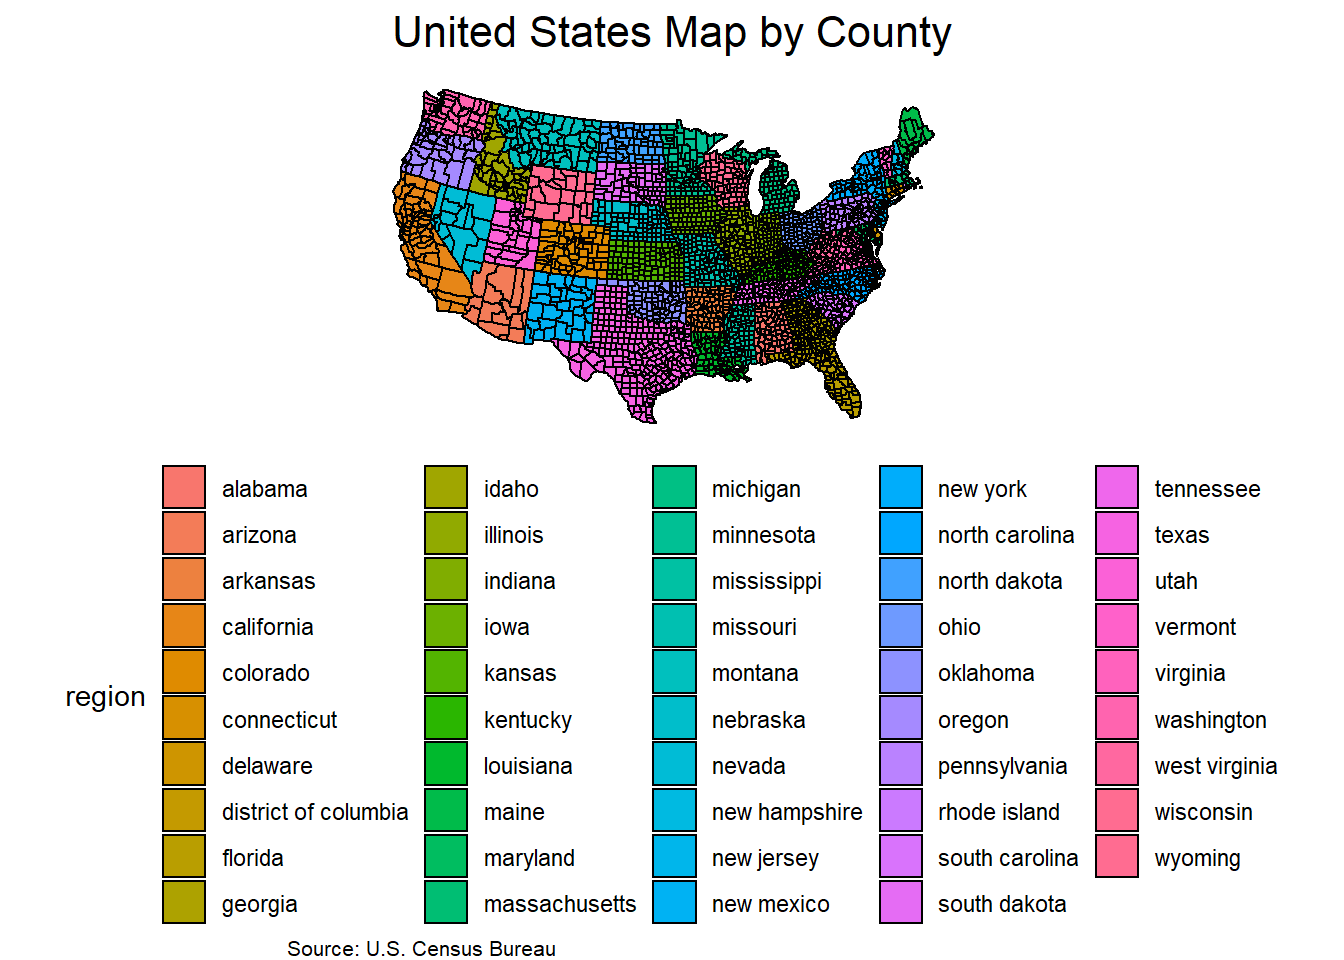 United States Map by County
region
alabama
arizona
arkansas
california
colorado
connecticut
delaware
district of columbia
florida
georgia
idaho
illinois
indiana
iowa
kansas
kentucky
louisiana
maine
maryland
massachusetts
michigan
minnesota
mississippi
missouri
montana
nebraska
nevada
new hampshire
new jersey
new mexico
new york
north carolina
north dakota
ohio
oklahoma
oregon
pennsylvania
rhode island
south carolina
south dakota
tennessee
texas
utah
vermont
virginia
washington
west virginia
wisconsin
wyoming
Source: U.S. Census Bureau